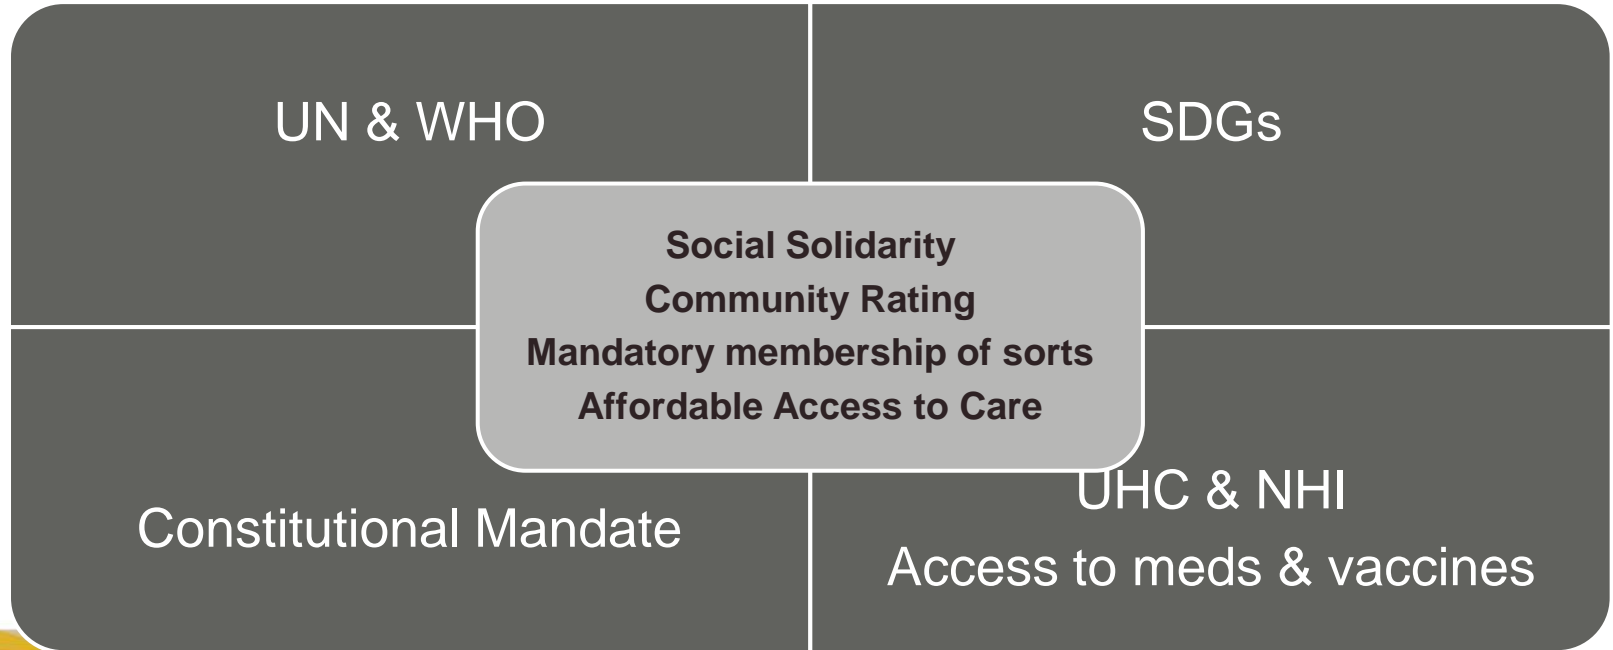 UN & WHO
SDGs
Social Solidarity
Community Rating
Mandatory membership of sorts
Affordable Access to Care
Constitutional Mandate
UHC & NHI
Access to meds & vaccines